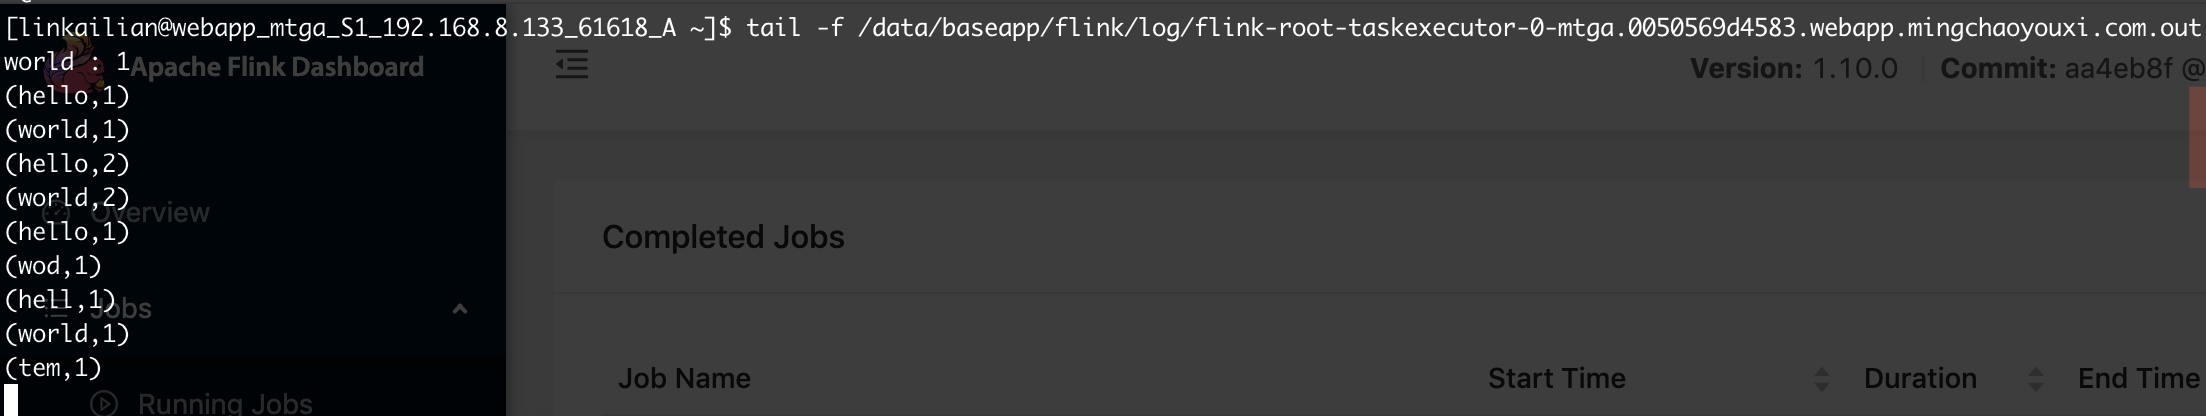 [linkailian@webapp_mtga_S1_192.168.8.133_61618_A ~]$ tail -f /data/baseapp/flink/log/flink-root-taskexecutor-0-mtga.0050569d4583.webapp.mingchaoyouxi.com.out
world : 1
Apache Flink Dashboard
Version: 1.10.0 Commit: aa4eb8f @
(hello,1)
(world,1)
(hello,2)
(world,2)
Overview
(hello,1)
Completed Jobs
(wod,1)
(hell,1)
Jobs
(world,1)
(tem,1)
Job Name Start Time Duration End Time
Running Jobs